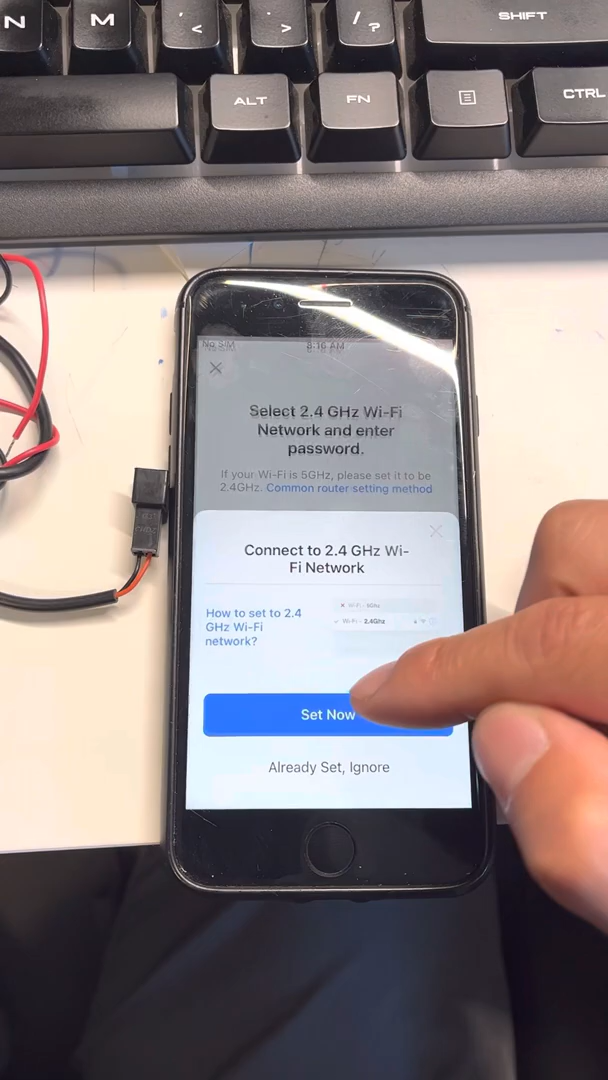 N
M
' <
; >
/ ?
SHIFT
ALT
FN
CTRL
No SIM
8:16 AM
Select 2.4 GHz Wi-Fi
Network and enter
password.
If your Wi-Fi is 5GHz, please set it to be
2.4GHz. Common router setting method
Connect to 2.4 GHz Wi-
Fi Network
How to set to 2.4
GHz Wi-Fi
network?
Wi-Fi - 5Ghz
Wi-Fi - 2.4Ghz
Set Now
Already Set, Ignore